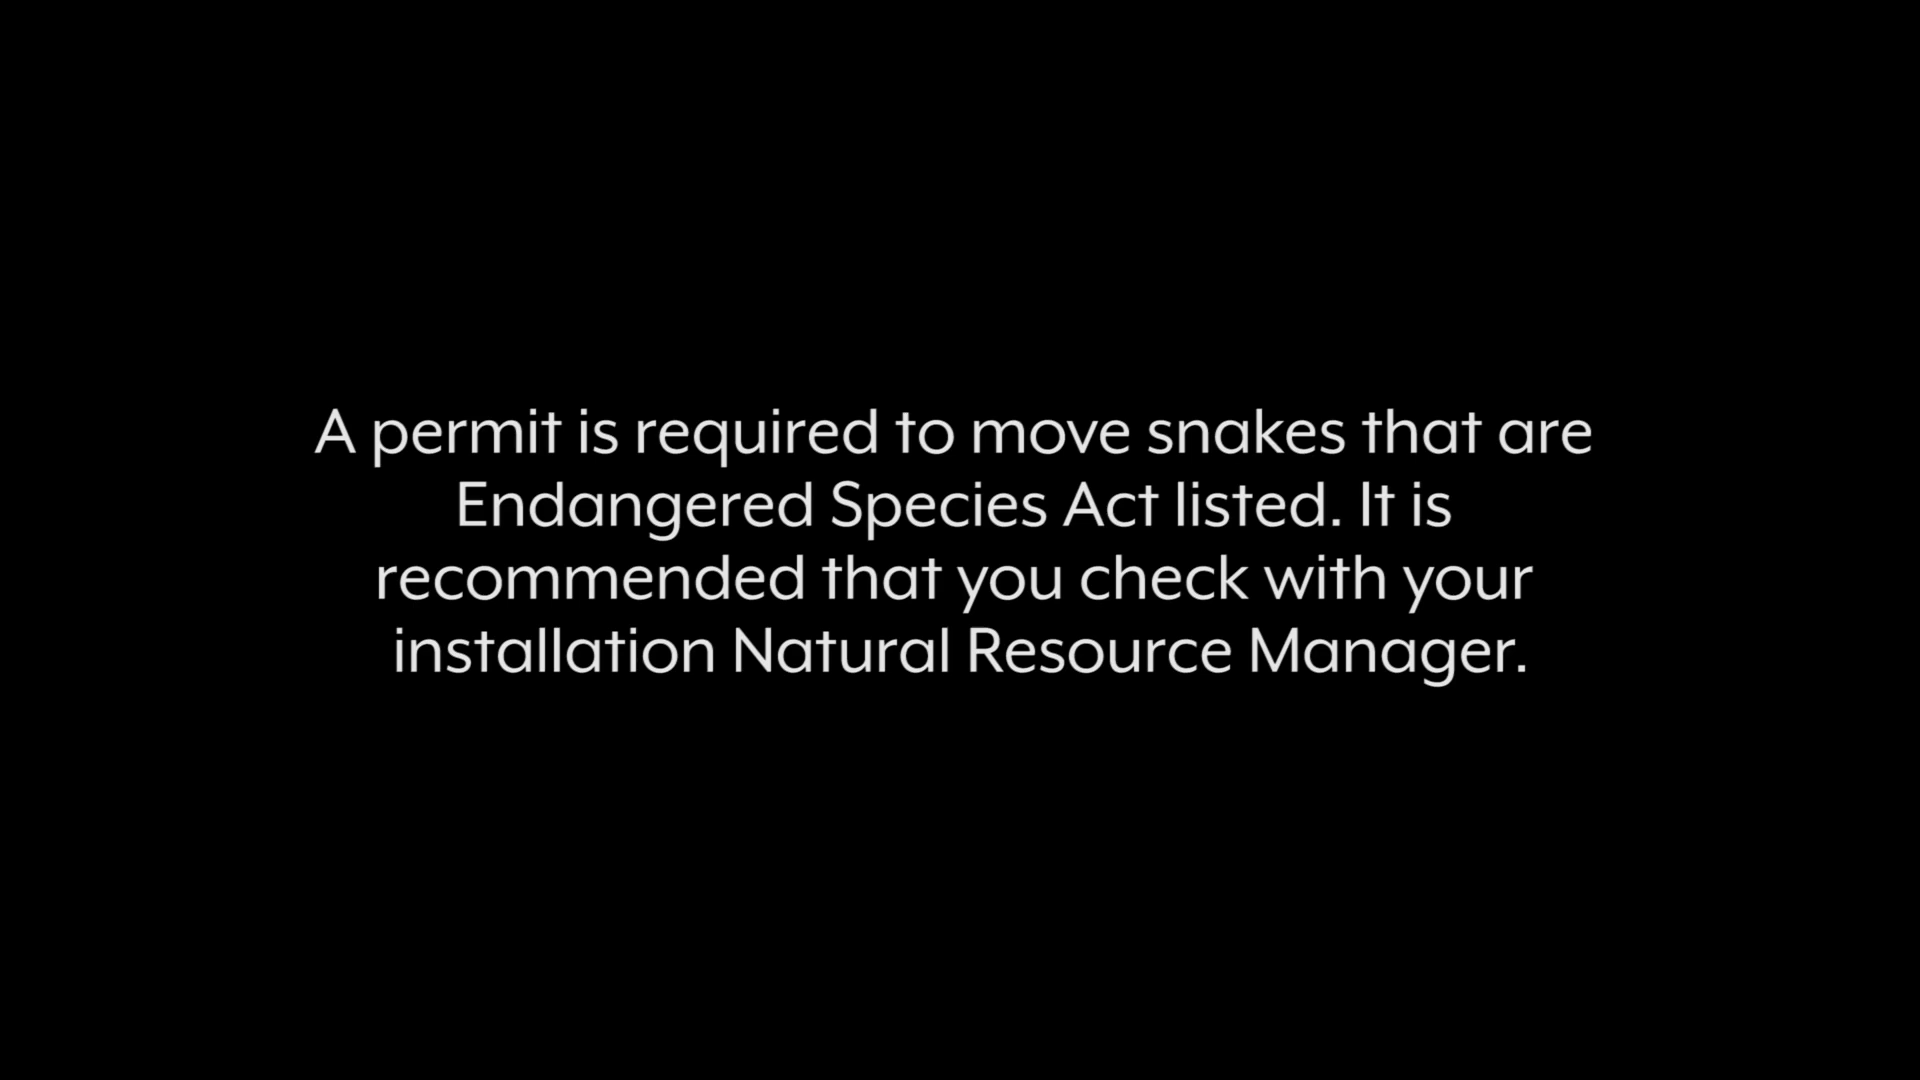 A permit is required to move snakes that are
Endangered Species Act listed. It is
recommended that you check with your
installation Natural Resource Manager.